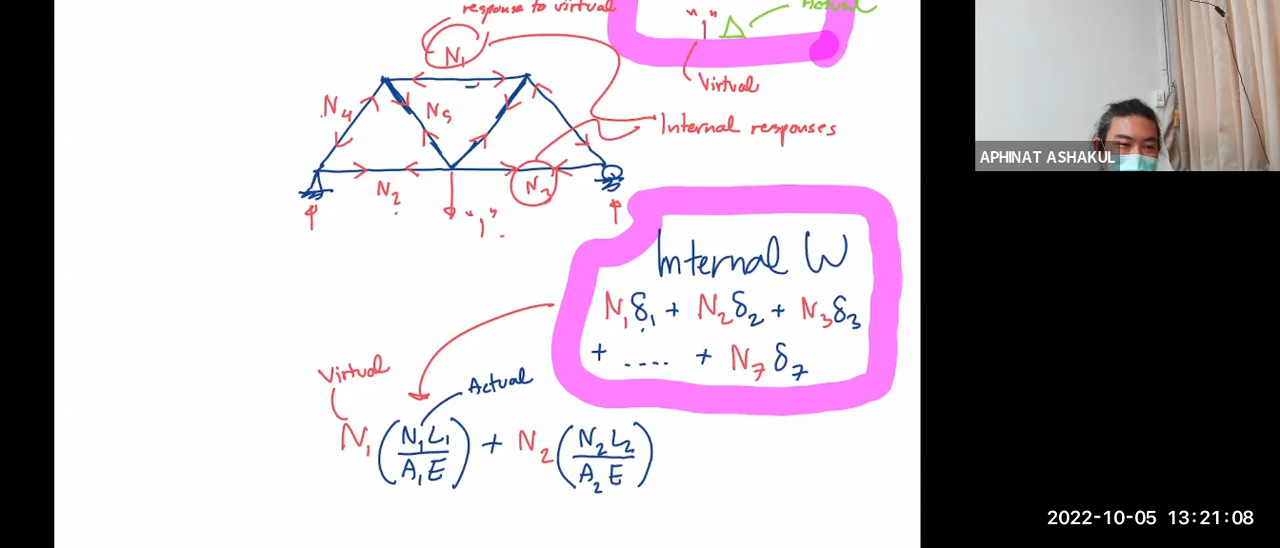 response to virtual
Actual
"1" Δ
N₁
Virtual
N₄
N₅
Internal responses
N₂
N₃
"1"
Internal W
N₁δ₁ + N₂δ₂ + N₃δ₃
+ .... + N₇δ₇
Virtual
Actual
N₁(N₁L₁/A₁E) + N₂(N₂L₂/A₂E)
APHINAT ASHAKUL
2022-10-05 13:21:08